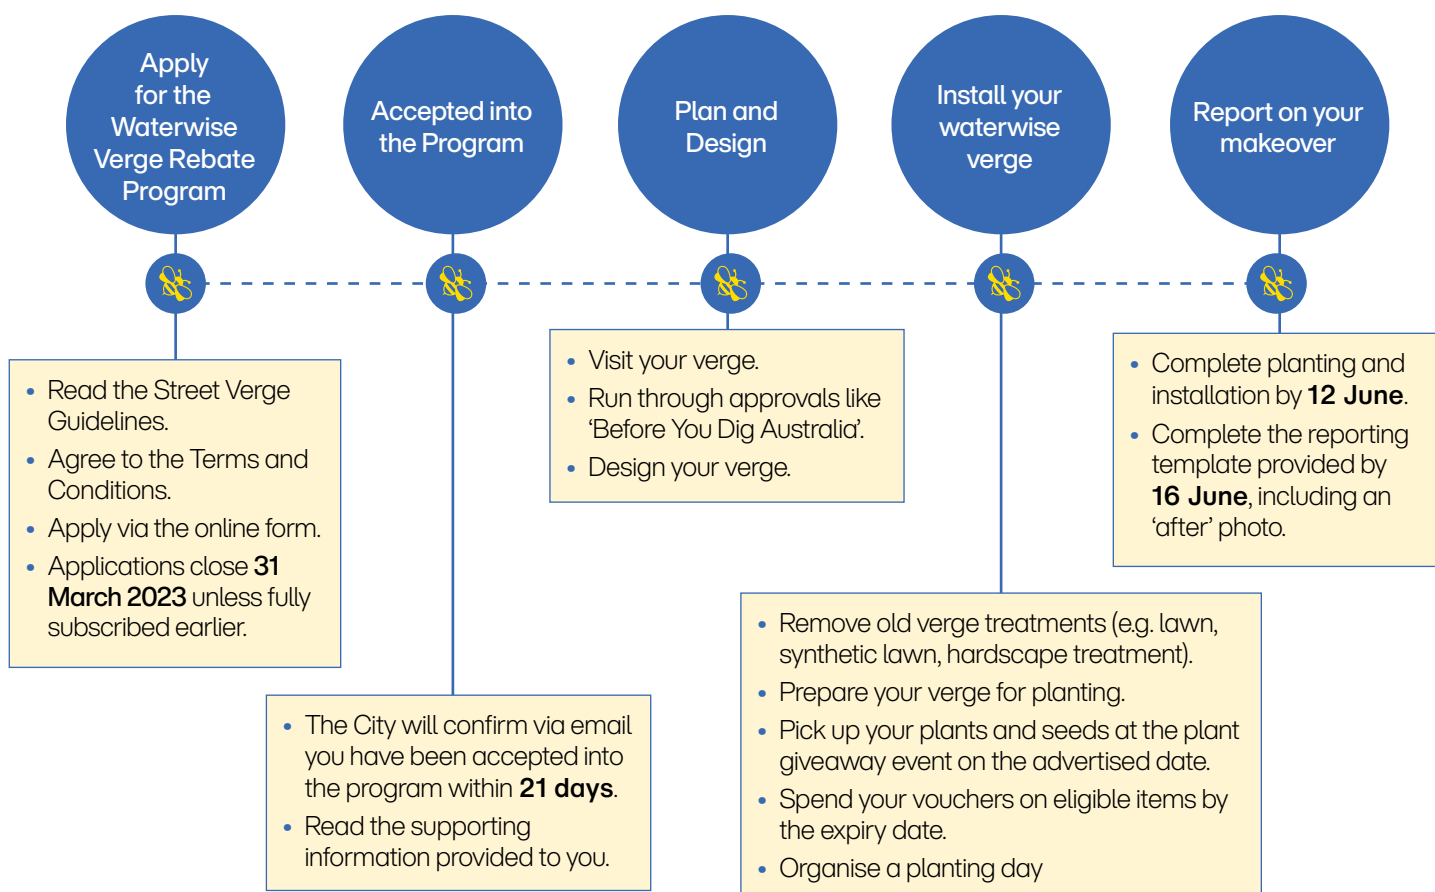 Apply
for the
Waterwise
Verge Rebate
Program
Accepted into
the Program
Plan and
Design
Install your
waterwise
verge
Report on your
makeover
• Read the Street Verge
Guidelines.
• Agree to the Terms and
Conditions.
• Apply via the online form.
• Applications close 31
March 2023 unless fully
subscribed earlier.
• The City will confirm via email
you have been accepted into
the program within 21 days.
• Read the supporting
information provided to you.
• Visit your verge.
• Run through approvals like
‘Before You Dig Australia’.
• Design your verge.
• Remove old verge treatments (e.g. lawn,
synthetic lawn, hardscape treatment).
• Prepare your verge for planting.
• Pick up your plants and seeds at the plant
giveaway event on the advertised date.
• Spend your vouchers on eligible items by
the expiry date.
• Organise a planting day
• Complete planting and
installation by 12 June.
• Complete the reporting
template provided by
16 June, including an
‘after’ photo.